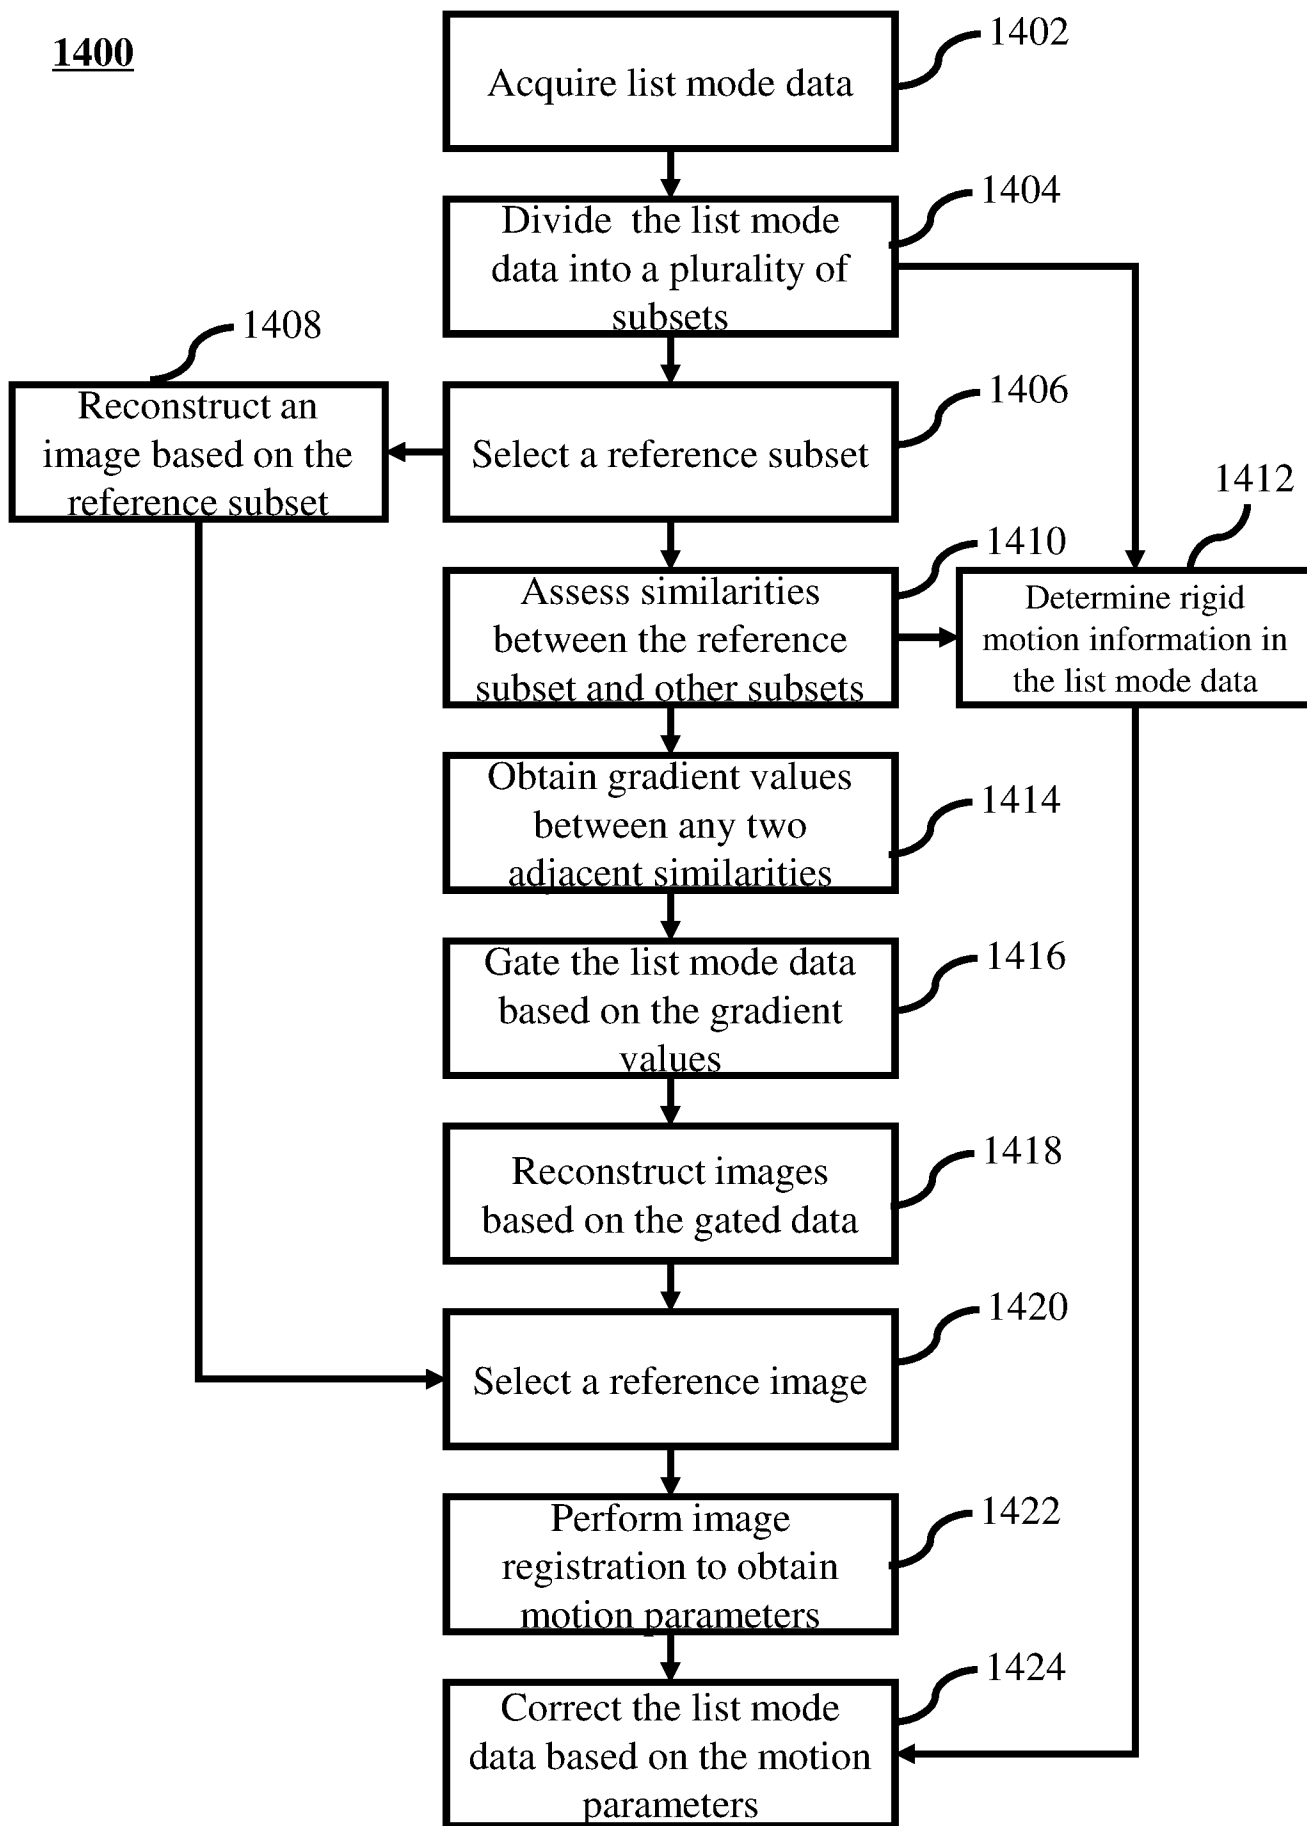 1400
1402
Acquire list mode data
1404
Divide the list mode
data into a plurality of
subsets
1408
Reconstruct an
image based on the
reference subset
1406
Select a reference subset
1412
1410
Assess similarities
between the reference
subset and other subsets
Determine rigid
motion information in
the list mode data
Obtain gradient values
between any two
adjacent similarities
1414
Gate the list mode data
based on the gradient
values
1416
1418
Reconstruct images
based on the gated data
1420
Select a reference image
1422
Perform image
registration to obtain
motion parameters
1424
Correct the list mode
data based on the motion
parameters